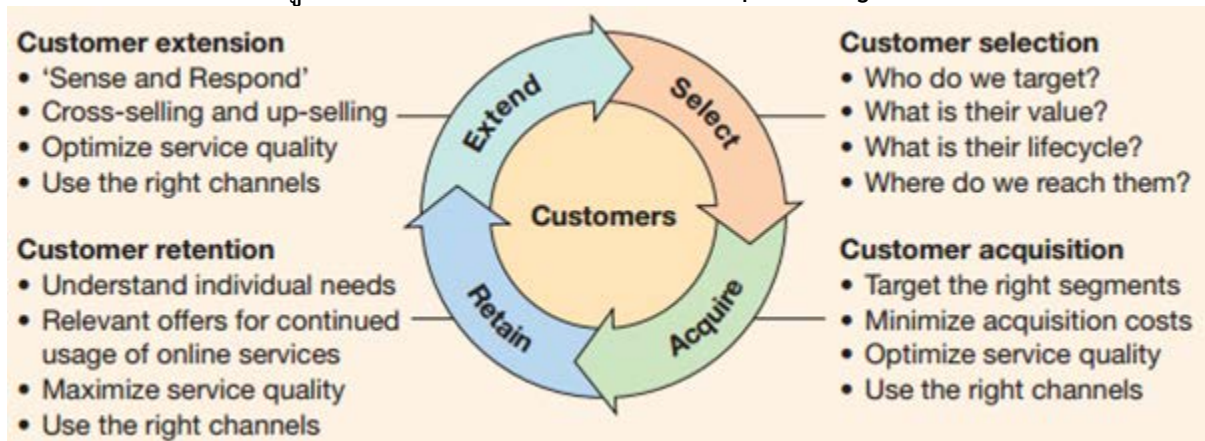 Customer extension
• 'Sense and Respond'
• Cross-selling and up-selling
• Optimize service quality
• Use the right channels
Customer selection
• Who do we target?
• What is their value?
• What is their lifecycle?
• Where do we reach them?
Extend
Select
Customers
Retain
Acquire
Customer retention
• Understand individual needs
• Relevant offers for continued
usage of online services
• Maximize service quality
• Use the right channels
Customer acquisition
• Target the right segments
• Minimize acquisition costs
• Optimize service quality
• Use the right channels